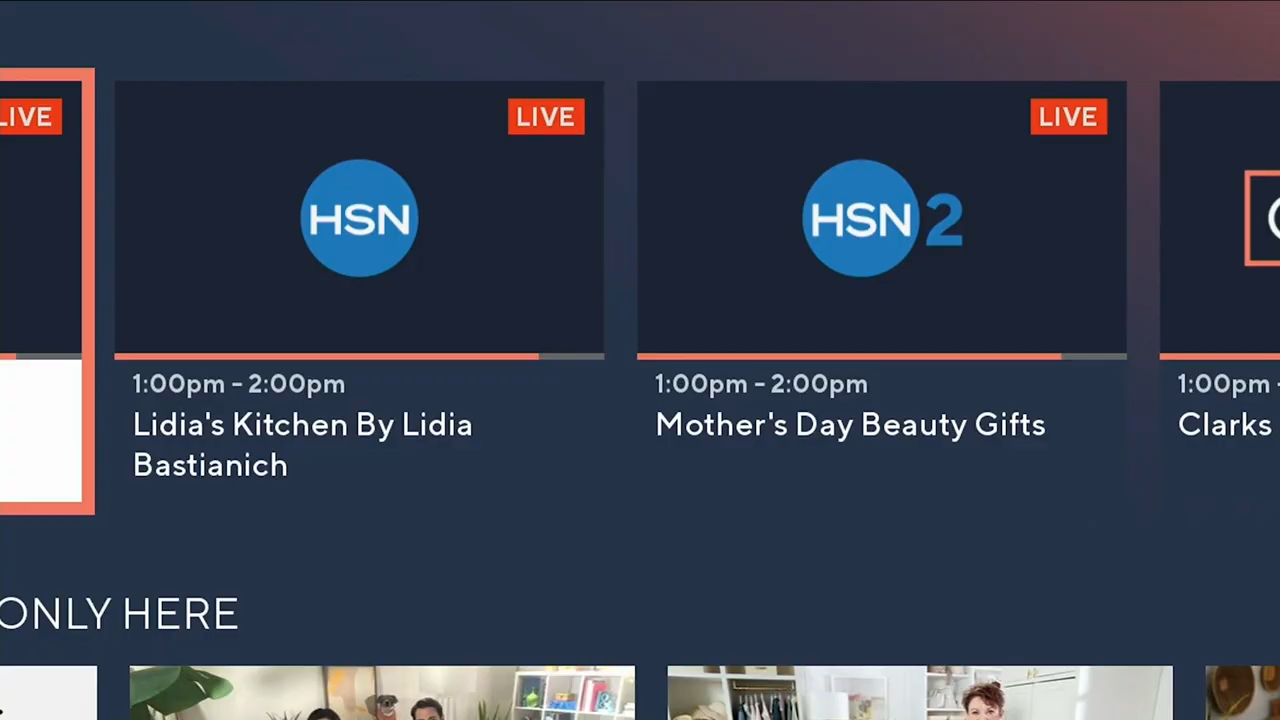 LIVE
LIVE
LIVE
HSN
HSN2
1:00pm - 2:00pm
1:00pm - 2:00pm
1:00pm
Lidia's Kitchen By Lidia
Bastianich
Mother's Day Beauty Gifts
Clarks
ONLY HERE